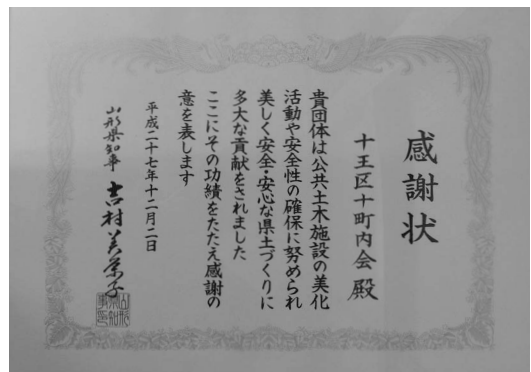 感謝状
十王区十町内会 殿
貴団体は公共土木施設の美化
活動や安全性の確保に努められ
美しく安全・安心な県土づくりに
多大な貢献をされました
ここにその功績をたたえ感謝の
意を表します
平成二十七年十二月二日
山形県知事 吉村美栄子